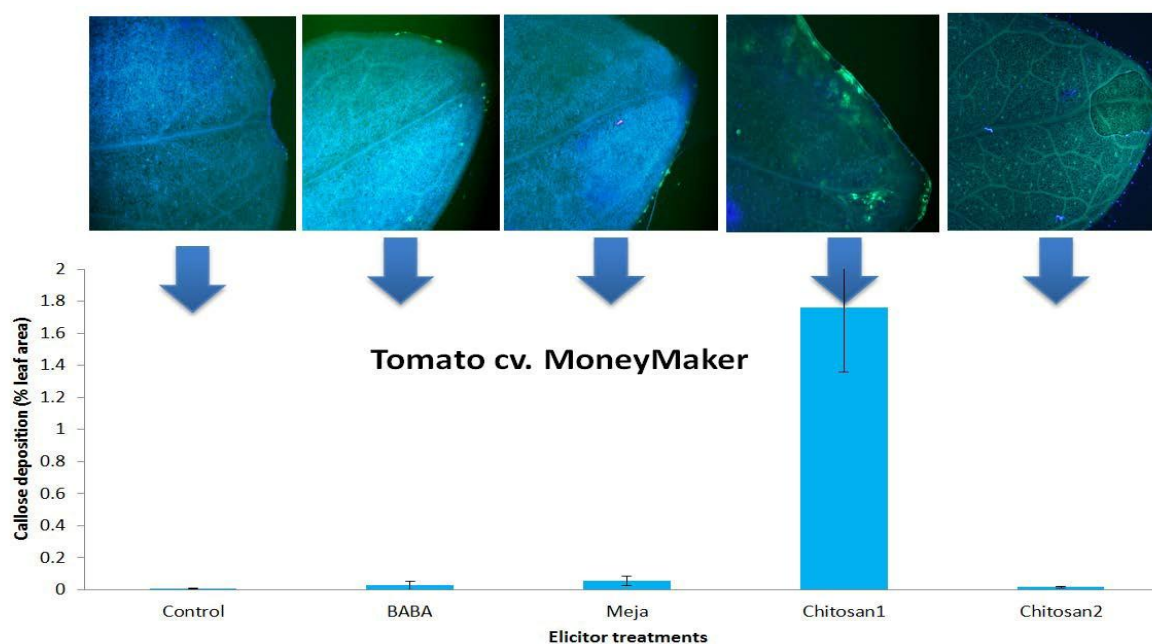 2
1.8
1.6
1.4
1.2
1
0.8
0.6
0.4
0.2
0
Callose deposition (% leaf area)
Tomato cv. MoneyMaker
Control BABA Meja Chitosan1 Chitosan2
Elicitor treatments